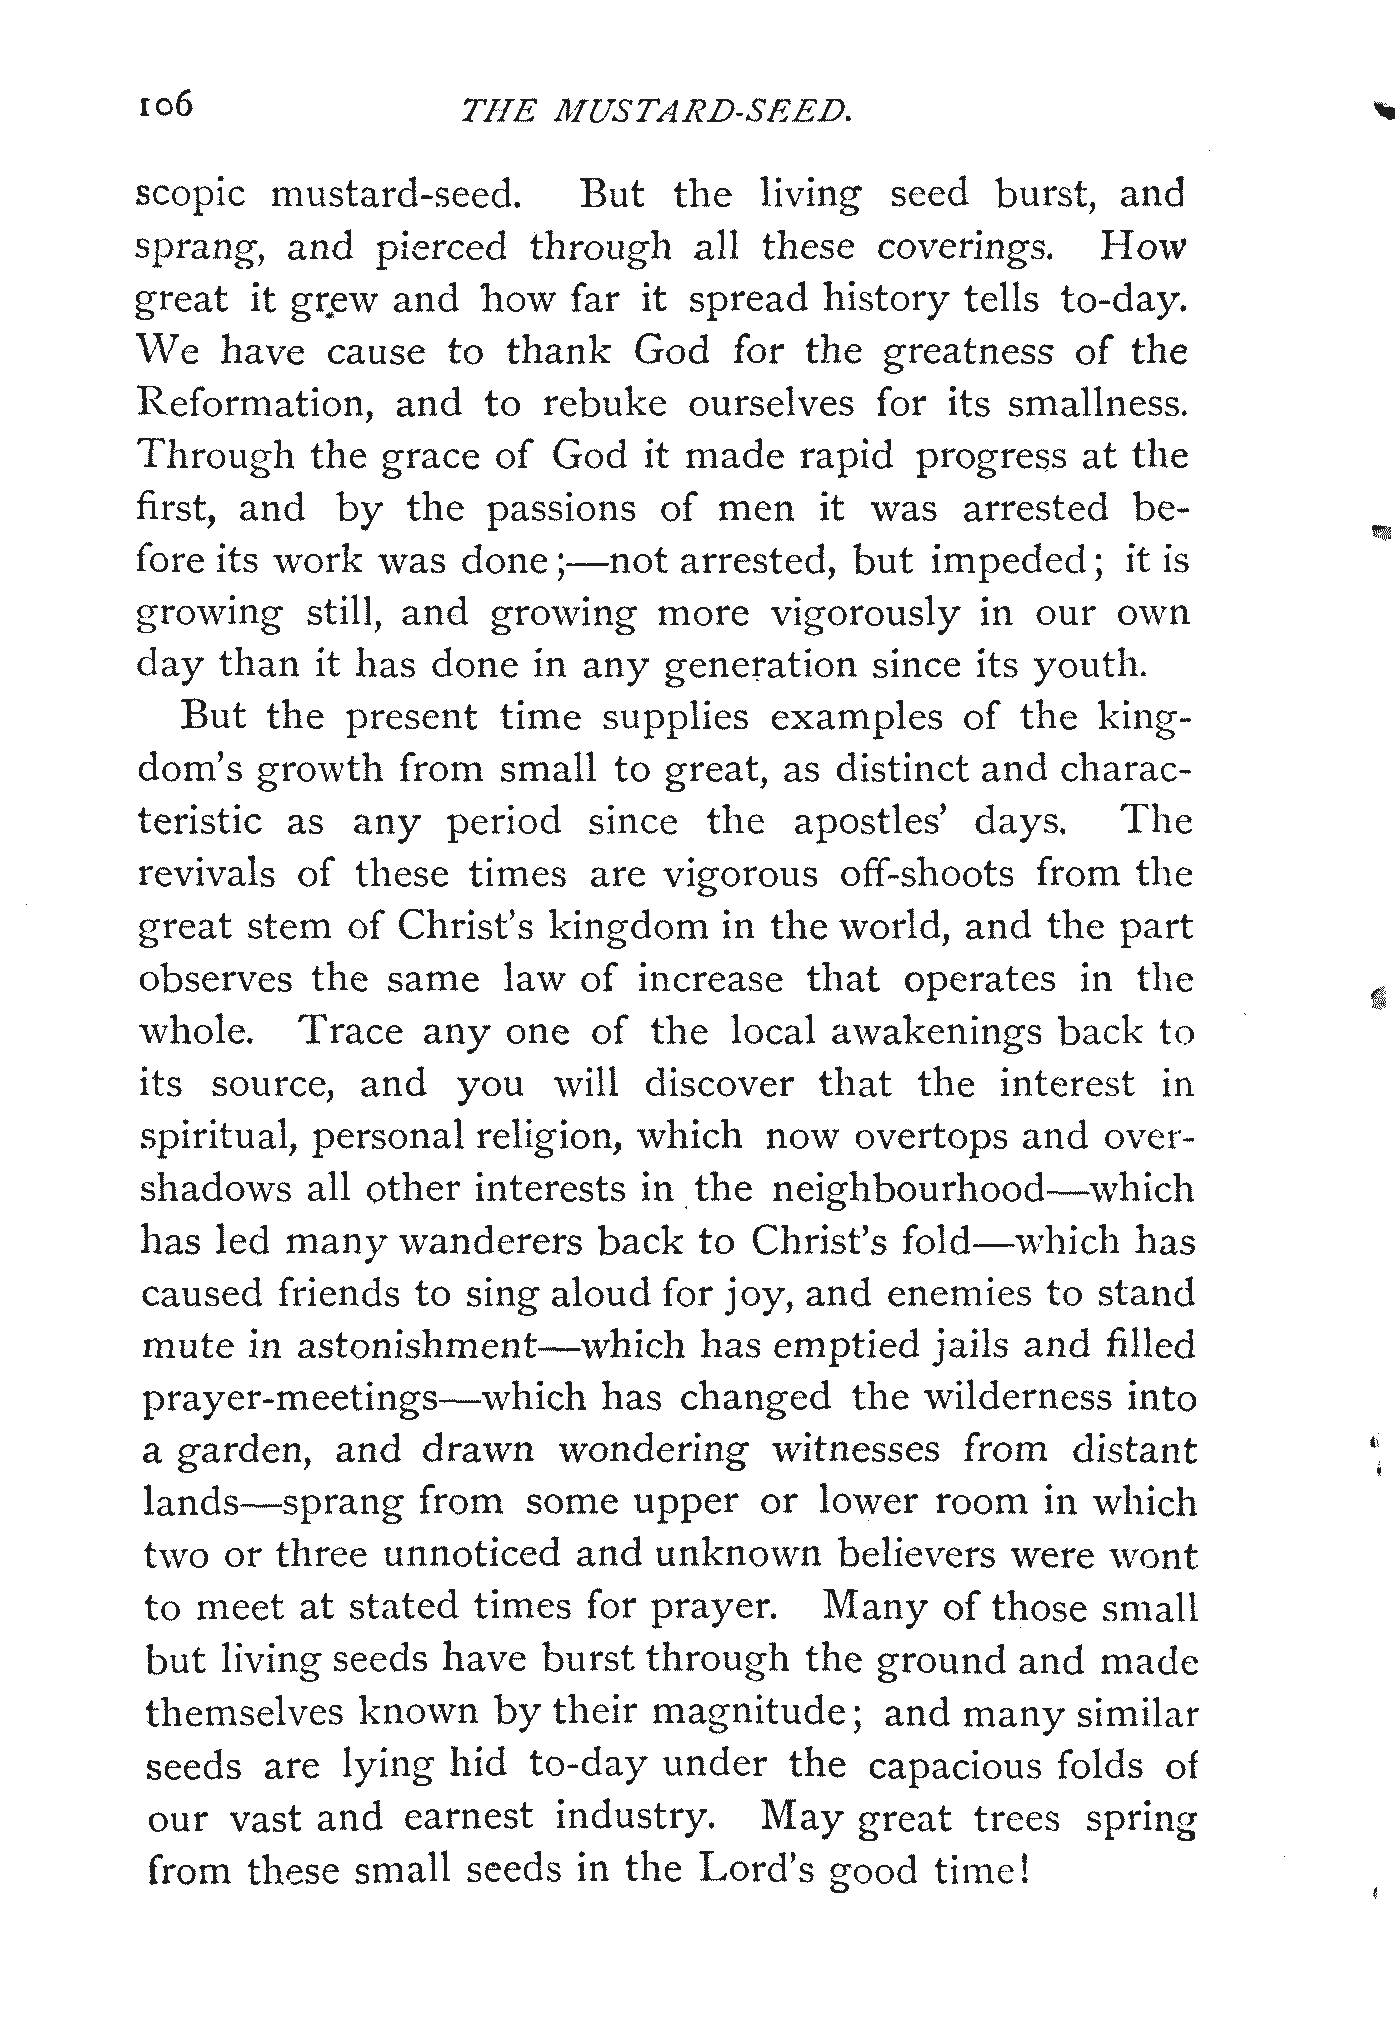 106 THE MUSTARD-SEED.
scopic mustard-seed. But the living seed burst, and
sprang, and pierced through all these coverings. How
great it grew and how far it spread history tells to-day.
We have cause to thank God for the greatness of the
Reformation, and to rebuke ourselves for its smallness.
Through the grace of God it made rapid progress at the
first, and by the passions of men it was arrested be-
fore its work was done;—not arrested, but impeded; it is
growing still, and growing more vigorously in our own
day than it has done in any generation since its youth.
But the present time supplies examples of the king-
dom's growth from small to great, as distinct and charac-
teristic as any period since the apostles' days. The
revivals of these times are vigorous off-shoots from the
great stem of Christ's kingdom in the world, and the part
observes the same law of increase that operates in the
whole. Trace any one of the local awakenings back to
its source, and you will discover that the interest in
spiritual, personal religion, which now overtops and over-
shadows all other interests in the neighbourhood—which
has led many wanderers back to Christ's fold—which has
caused friends to sing aloud for joy, and enemies to stand
mute in astonishment—which has emptied jails and filled
prayer-meetings—which has changed the wilderness into
a garden, and drawn wondering witnesses from distant
lands—sprang from some upper or lower room in which
two or three unnoticed and unknown believers were wont
to meet at stated times for prayer. Many of those small
but living seeds have burst through the ground and made
themselves known by their magnitude; and many similar
seeds are lying hid to-day under the capacious folds of
our vast and earnest industry. May great trees spring
from these small seeds in the Lord's good time!